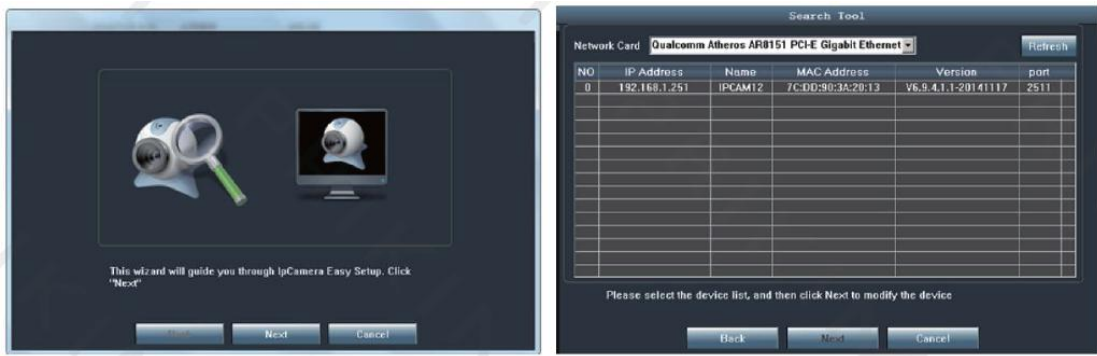 This wizard will guide you through IpCamera Easy Setup. Click
"Next"
Next
Cancel
Search Tool
Network Card Qualcomm Atheros AR8151 PCI-E Gigabit Ethernet Refresh
NO IP Address Name MAC Address Version port
0 192.168.1.251 IPCAM12 7C:DD:90:3A:20:13 V6.9.4.1.1-20141117 2511
Please select the device list, and then click Next to modify the device
Back
Next
Cancel